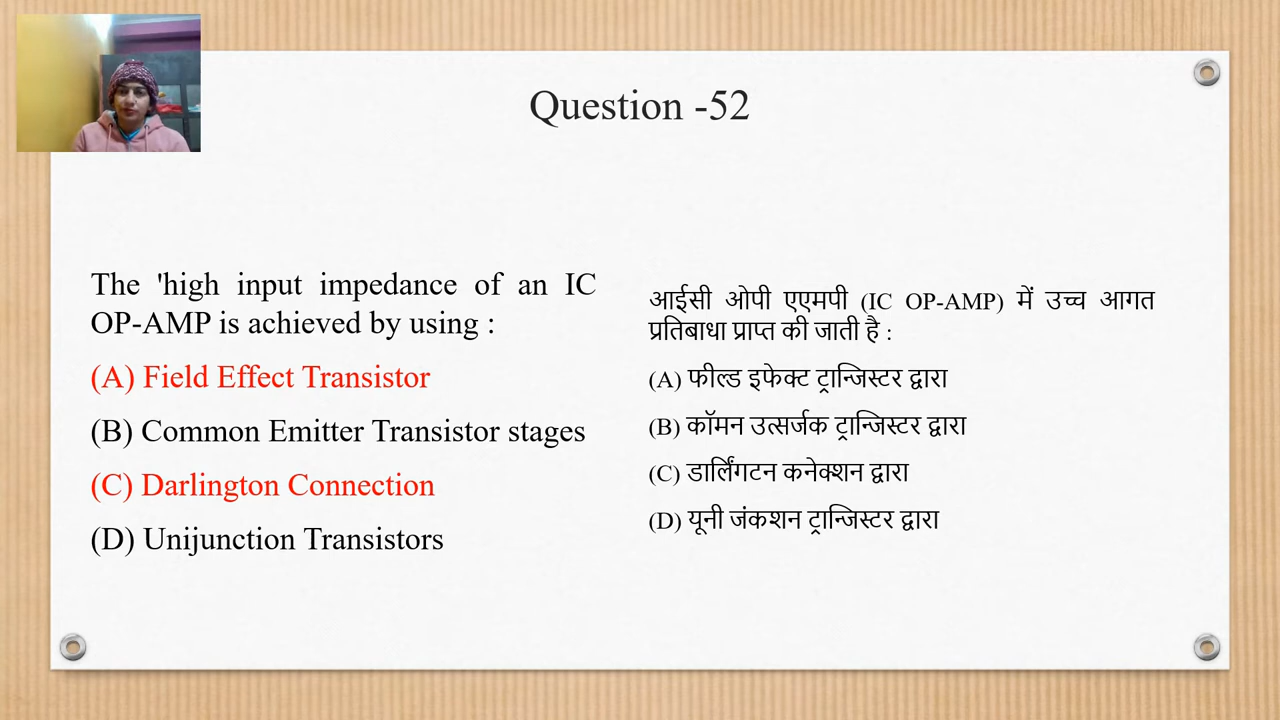 Question -52
The 'high input impedance of an IC
OP-AMP is achieved by using :
(A) Field Effect Transistor
(B) Common Emitter Transistor stages
(C) Darlington Connection
(D) Unijunction Transistors
आईसी ओपी एएमपी (IC OP-AMP) में उच्च आगत
प्रतिबाधा प्राप्त की जाती है :
(A) फील्ड इफेक्ट ट्रान्जिस्टर द्वारा
(B) कॉमन उत्सर्जक ट्रान्जिस्टर द्वारा
(C) डार्लिंगटन कनेक्शन द्वारा
(D) यूनी जंकशन ट्रान्जिस्टर द्वारा